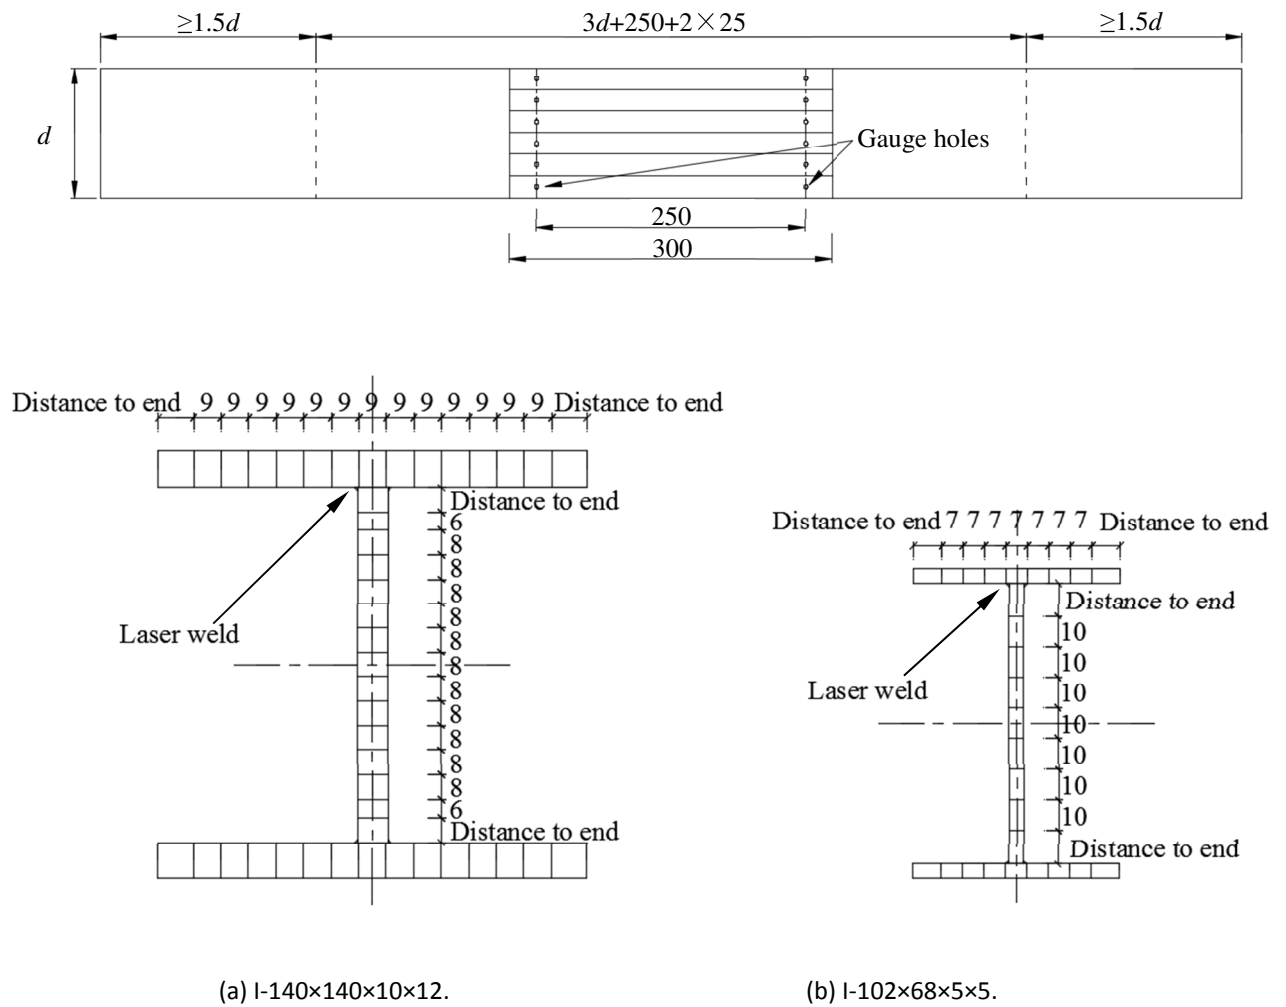 ≥1.5d 3d+250+2×25 ≥1.5d
d
Gauge holes
250
300
Distance to end 9 9 9 9 9 9 9 9 9 9 9 9 9 Distance to end
Distance to end
6
8
8
8
8
8
8
8
8
8
8
8
6
Distance to end
Laser weld
Distance to end 7 7 7 7 7 7 7 Distance to end
Distance to end
10
10
10
10
10
10
10
Distance to end
Laser weld
(a) I-140×140×10×12.
(b) I-102×68×5×5.